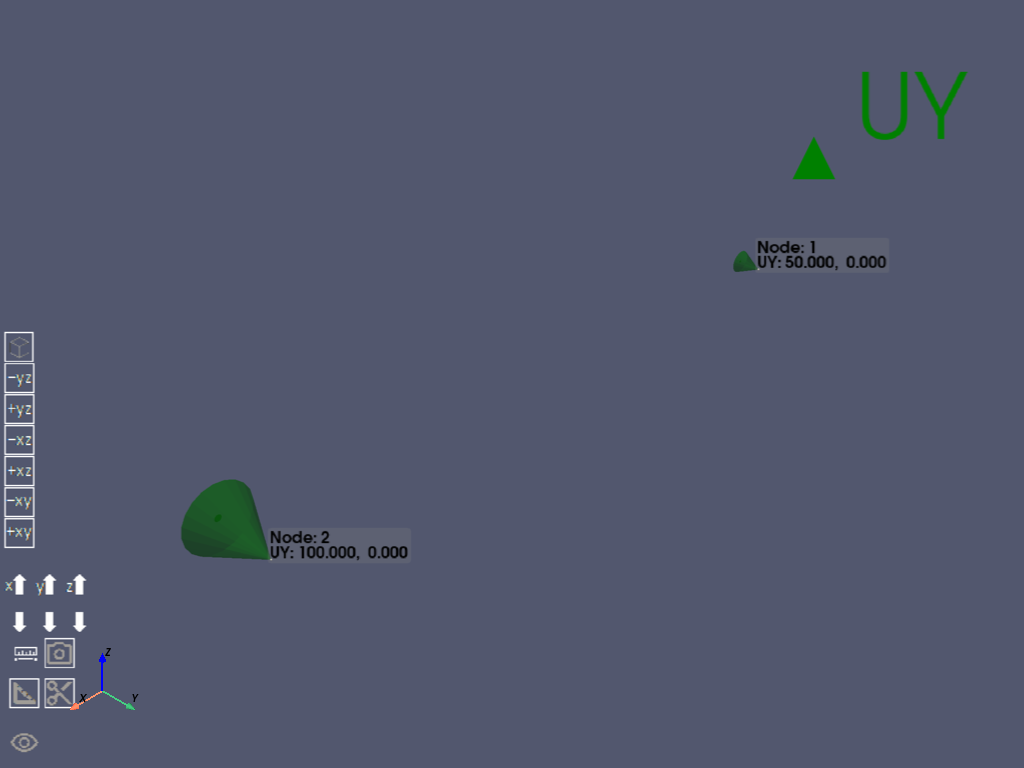 UY
Node: 1
UY: 50.000, 0.000
-yz
+yz
-xz
+xz
-xy
+xy
Node: 2
UY: 100.000, 0.000
x y z
Z
X Y